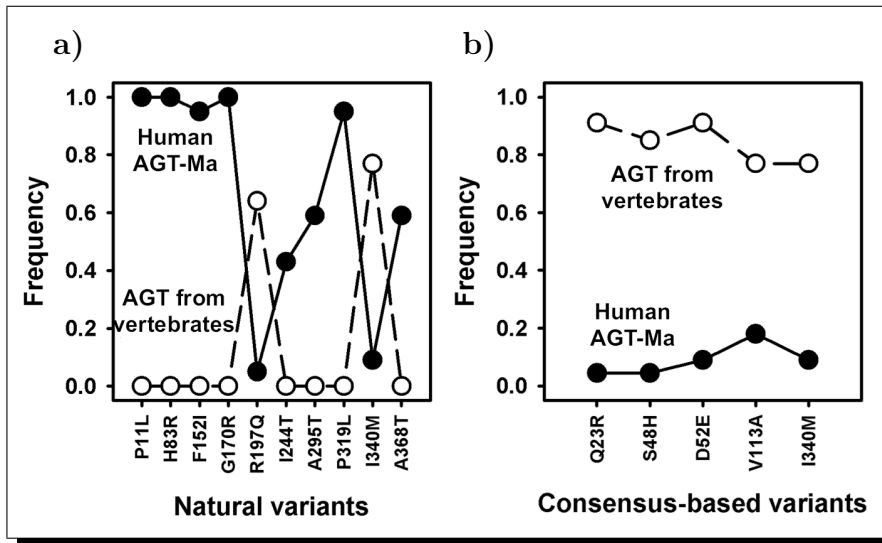 a)
Frequency
1.0
0.8
0.6
0.4
0.2
0.0
Human
AGT-Ma
AGT from
vertebrates
P11L
H83R
F152I
G170R
R197Q
I244T
A295T
P319L
I340M
A368T
Natural variants
b)
Frequency
1.0
0.8
0.6
0.4
0.2
0.0
AGT from
vertebrates
Human
AGT-Ma
Q23R
S48H
D52E
V113A
I340M
Consensus-based variants